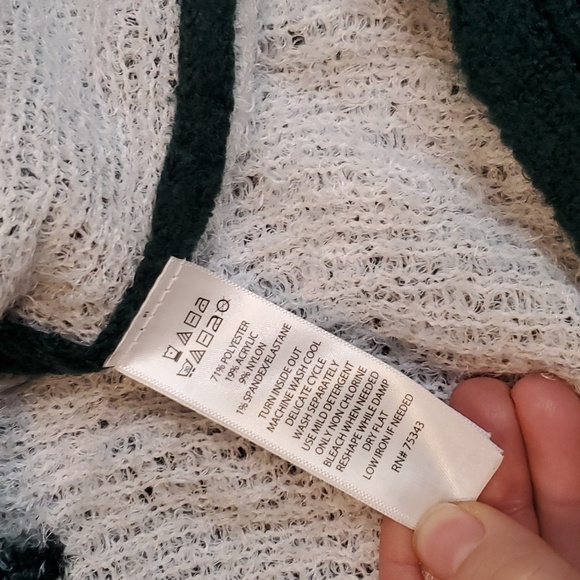 71% POLYESTER
19% ACRYLIC
9% NYLON
1% SPANDEX/ELASTANE
TURN INSIDE OUT
MACHINE WASH COOL
DELICATE CYCLE
WASH SEPARATELY
USE MILD DETERGENT
ONLY NON CHLORINE
BLEACH WHEN NEEDED
RESHAPE WHILE DAMP
DRY FLAT
LOW IRON IF NEEDED
RN# 75343